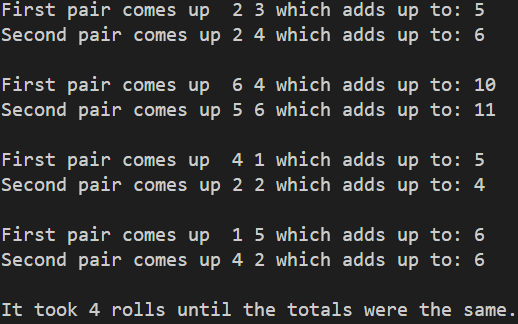 First pair comes up  2 3 which adds up to: 5
Second pair comes up 2 4 which adds up to: 6

First pair comes up  6 4 which adds up to: 10
Second pair comes up 5 6 which adds up to: 11

First pair comes up  4 1 which adds up to: 5
Second pair comes up 2 2 which adds up to: 4

First pair comes up  1 5 which adds up to: 6
Second pair comes up 4 2 which adds up to: 6

It took 4 rolls until the totals were the same.